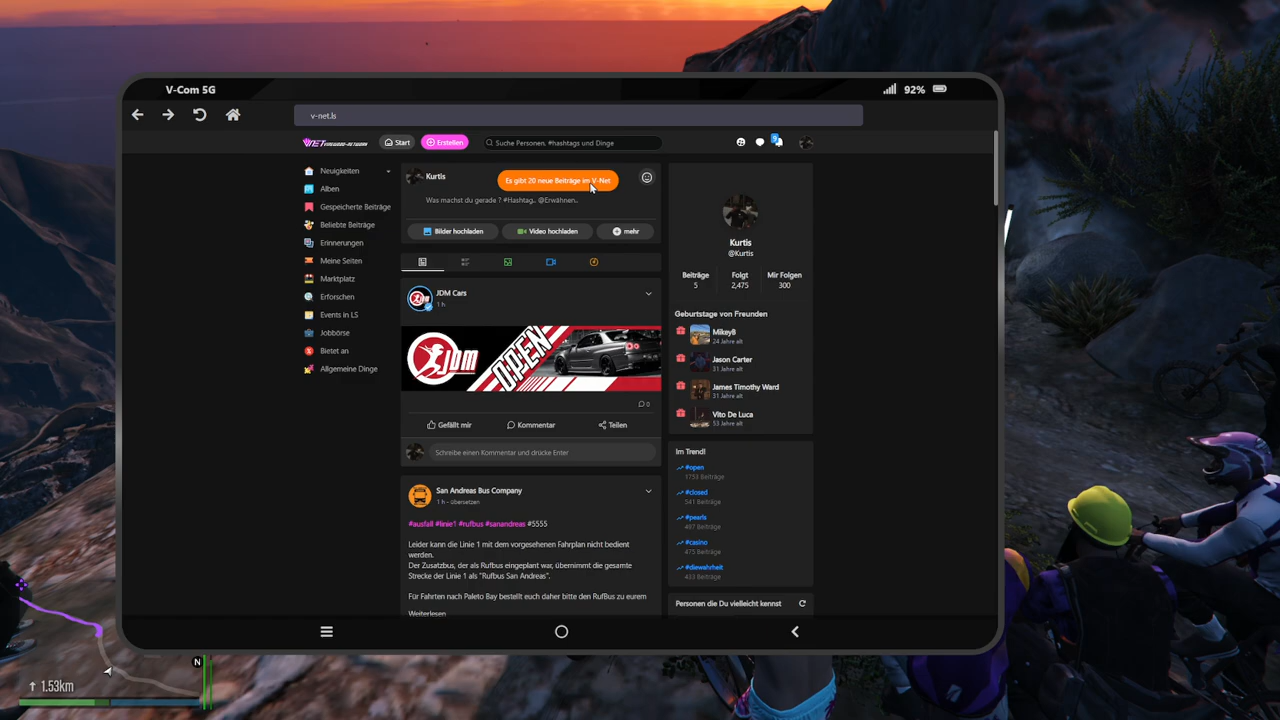 V-Com 5G
92%
v-net.ls
VNET FIREWORD-NETWORK
Start
Erstellen
Suche Personen, #hashtags und Dinge
9
Neuigkeiten
Alben
Gespeicherte Beiträge
Beliebte Beiträge
Erinnerungen
Meine Seiten
Marktplatz
Erforschen
Events in LS
Jobbörse
Bietet an
Allgemeine Dinge
Kurtis
Es gibt 20 neue Beiträge im V-Net
Was machst du gerade ? #Hashtag.. @Erwähnen..
Bilder hochladen
Video hochladen
mehr
JDM Cars
1 h
JDM
OPEN
0
Gefällt mir
Kommentar
Teilen
Schreibe einen Kommentar und drücke Enter
San Andreas Bus Company
1 h - übersetzen
#ausfall #linie1 #rufbus #sanandreas #5555
Leider kann die Linie 1 mit dem vorgesehenen Fahrplan nicht bedient
werden.
Der Zusatzbus, der als Rufbus eingeplant war, übernimmt die gesamte
Strecke der Linie 1 als "Rufbus San Andreas".
Für Fahrten nach Paleto Bay bestellt euch daher bitte den RufBus zu eurem
Weiterlesen
Kurtis
@Kurtis
Beiträge
5
Folgt
2,475
Mir Folgen
300
Geburtstage von Freunden
MikeyB
24 Jahre alt
Jason Carter
31 Jahre alt
James Timothy Ward
31 Jahre alt
Vito De Luca
53 Jahre alt
Im Trend!
#open
1753 Beiträge
#closed
541 Beiträge
#pearls
497 Beiträge
#casino
475 Beiträge
#diewahrheit
433 Beiträge
Personen die Du vielleicht kennst
N
1.53km